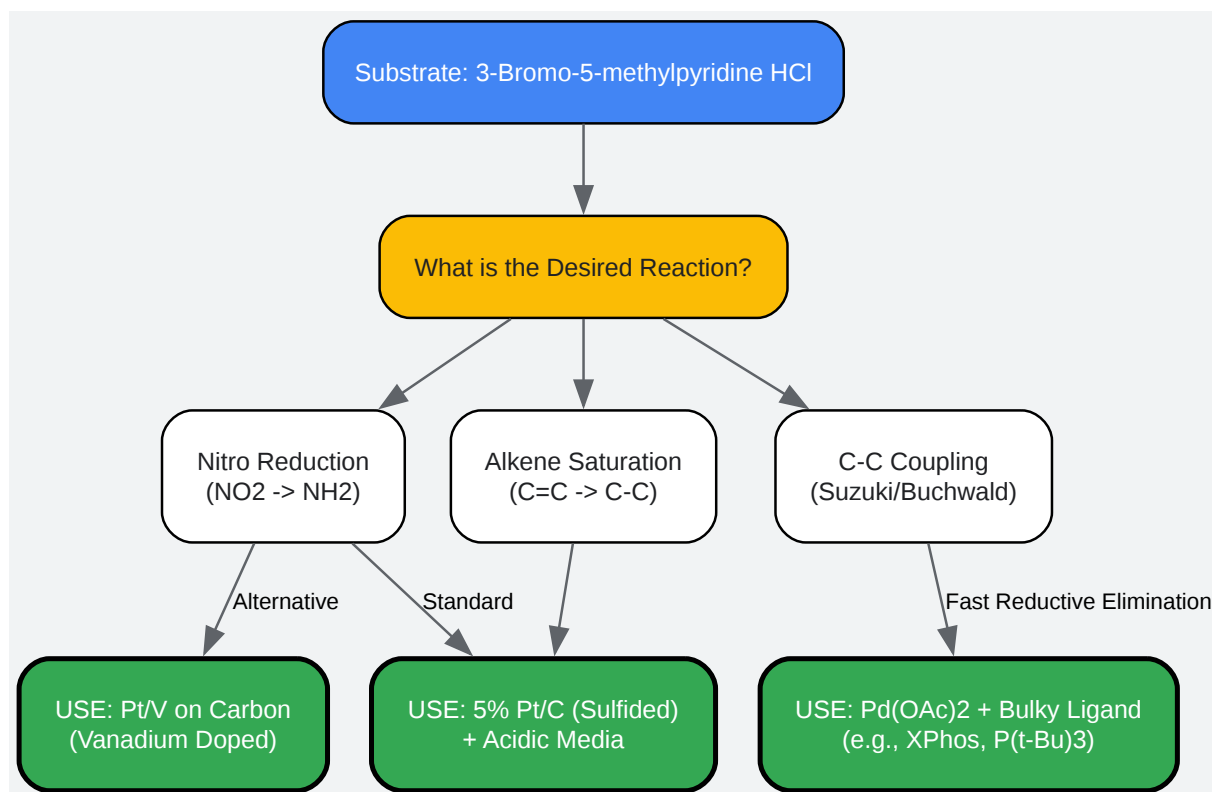 Substrate: 3-Bromo-5-methylpyridine HCl
What is the Desired Reaction?
Nitro Reduction
(NO2 -> NH2)
Alkene Saturation
(C=C -> C-C)
C-C Coupling
(Suzuki/Buchwald)
Alternative
Standard
Fast Reductive Elimination
USE: Pt/V on Carbon
(Vanadium Doped)
USE: 5% Pt/C (Sulfided)
+ Acidic Media
USE: Pd(OAc)2 + Bulky Ligand
(e.g., XPhos, P(t-Bu)3)